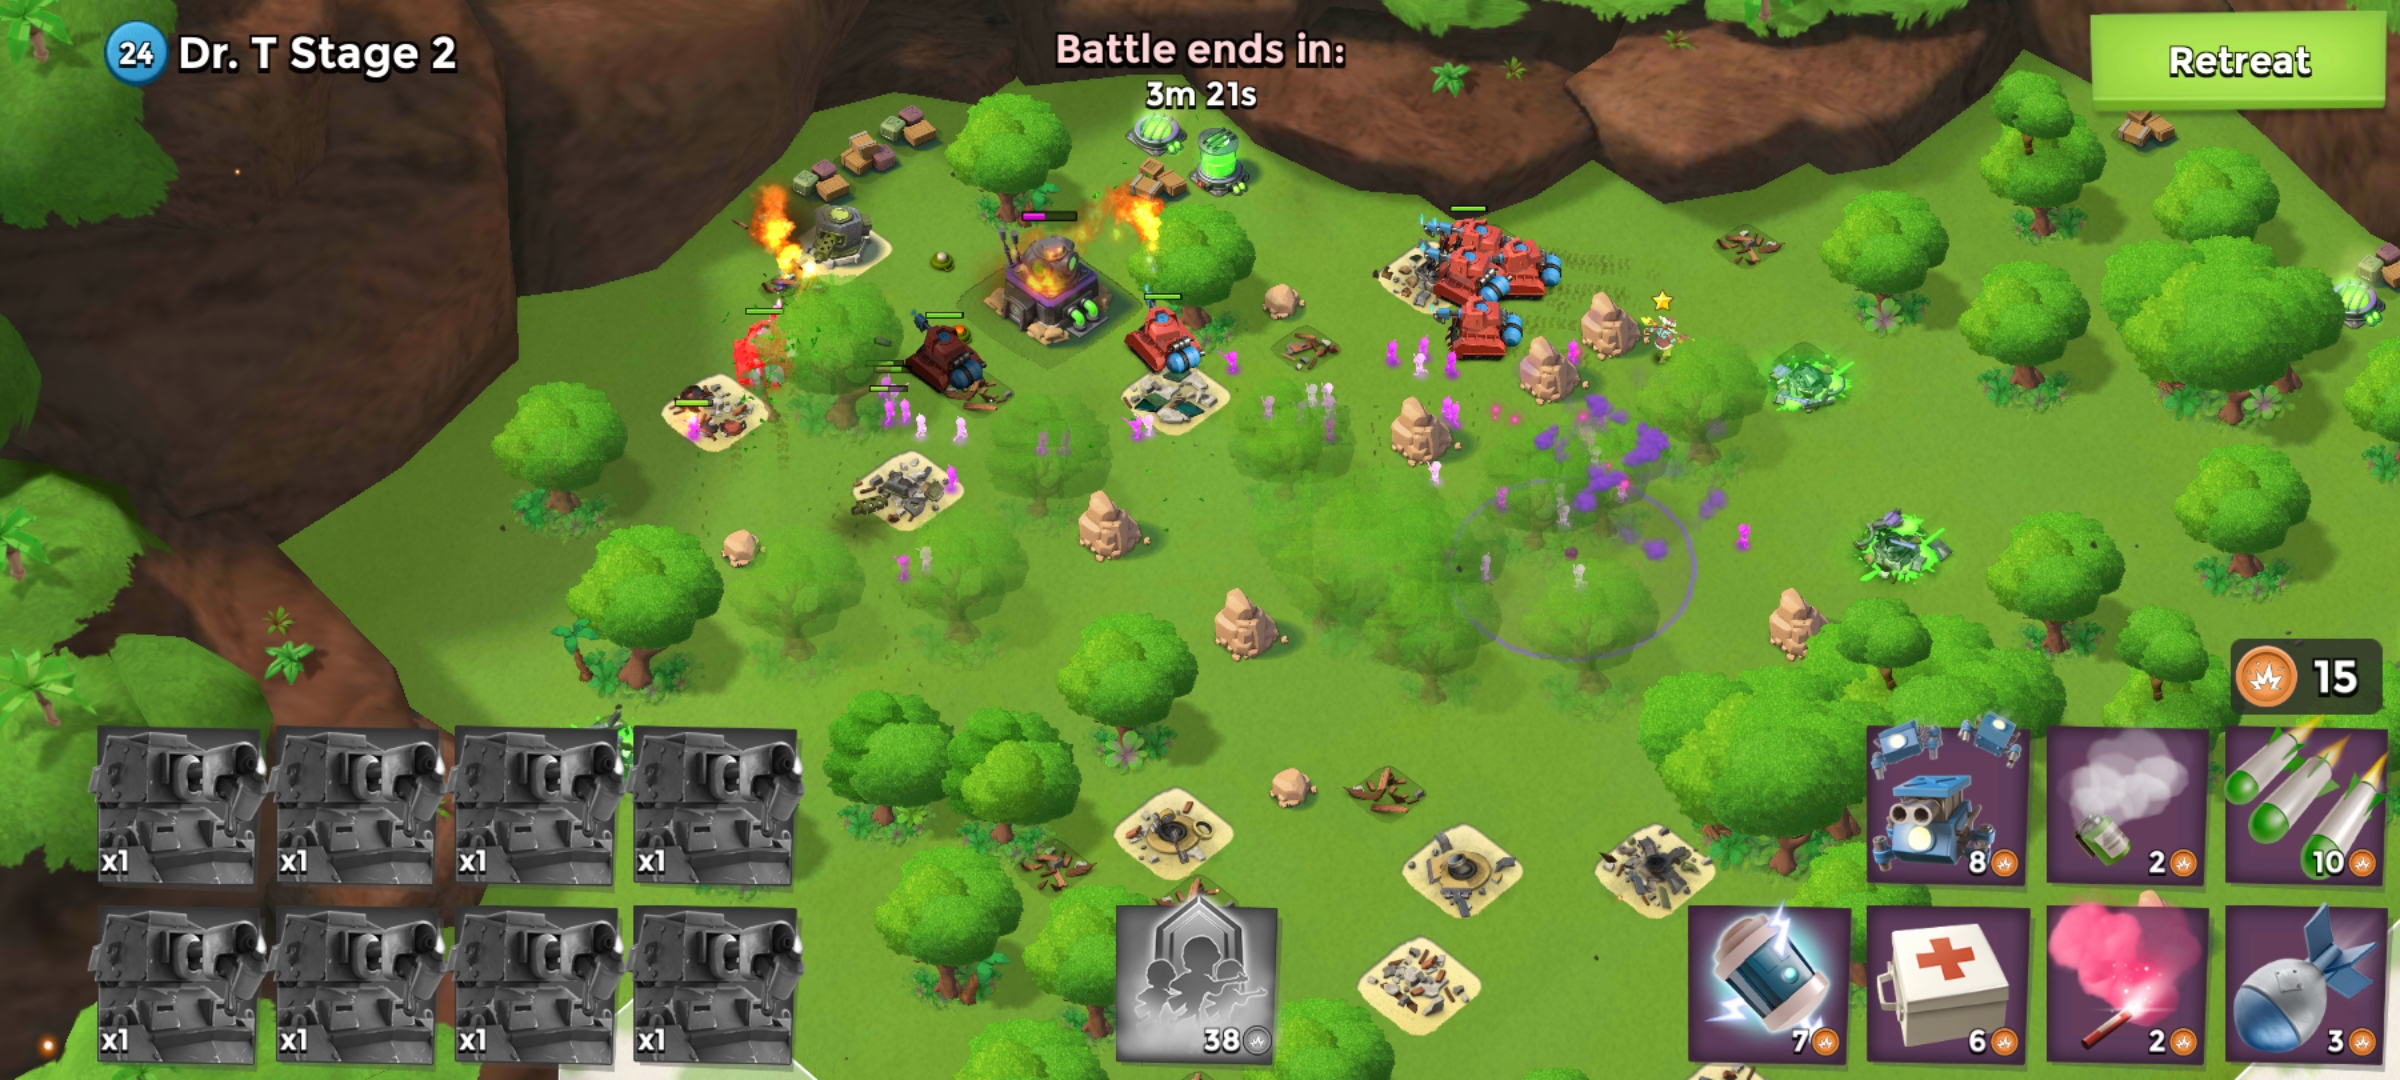 24 Dr. T Stage 2
Battle ends in:
3m 21s
Retreat
15
x1 x1 x1 x1
8 2 10
x1 x1 x1 x1
38
7 6 2 3